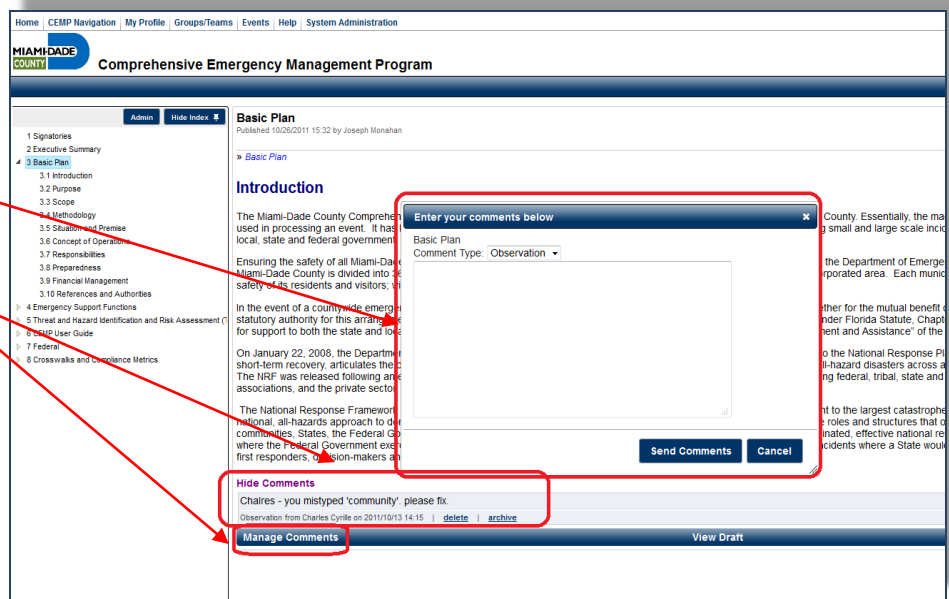 Home | CEMP Navigation | My Profile | Groups/Teams | Events | Help | System Administration
MIAMI-DADE
COUNTY
Comprehensive Emergency Management Program
Admin
Hide Index
1 Signatories
2 Executive Summary
3 Basic Plan
3.1 Introduction
3.2 Purpose
3.3 Scope
3.4 Methodology
3.5 Situation and Premise
3.6 Concept of Operations
3.7 Responsibilities
3.8 Preparedness
3.9 Financial Management
3.10 References and Authorities
4 Emergency Support Functions
5 Threat and Hazard Identification and Risk Assessment (T
6 CEMP User Guide
7 Federal
8 Crosswalks and Compliance Metrics
Basic Plan
Published 10/26/2011 15:32 by Joseph Monahan
» Basic Plan
Introduction
The Miami-Dade County Comprehen County. Essentially, the ma
used in processing an event. It has g small and large scale incid
local, state and federal government
Ensuring the safety of all Miami-Dade the Department of Emerge
Miami-Dade County is divided into 36 orporated area. Each munic
safety of its residents and visitors; wi
In the event of a countywide emerge ether for the mutual benefit
statutory authority for this arrange nder Florida Statute, Chapt
for support to both the state and loca ment and Assistance" of the
On January 22, 2008, the Departme o the National Response Pl
short-term recovery, articulates the ll-hazard disasters across a
The NRF was released following an e ng federal, tribal, state and
associations, and the private sector
The National Response Framework nt to the largest catastrophe
national, all-hazards approach to do e roles and structures that o
communities, States, the Federal Go inated, effective national re
where the Federal Government exer ncidents where a State woul
first responders, decision-makers an
Enter your comments below x
Basic Plan
Comment Type: Observation
Send Comments
Cancel
Hide Comments
Chalres - you mistyped 'community'. please fix.
Observation from Charles Cyrille on 2011/10/13 14:15 | delete | archive
Manage Comments
View Draft